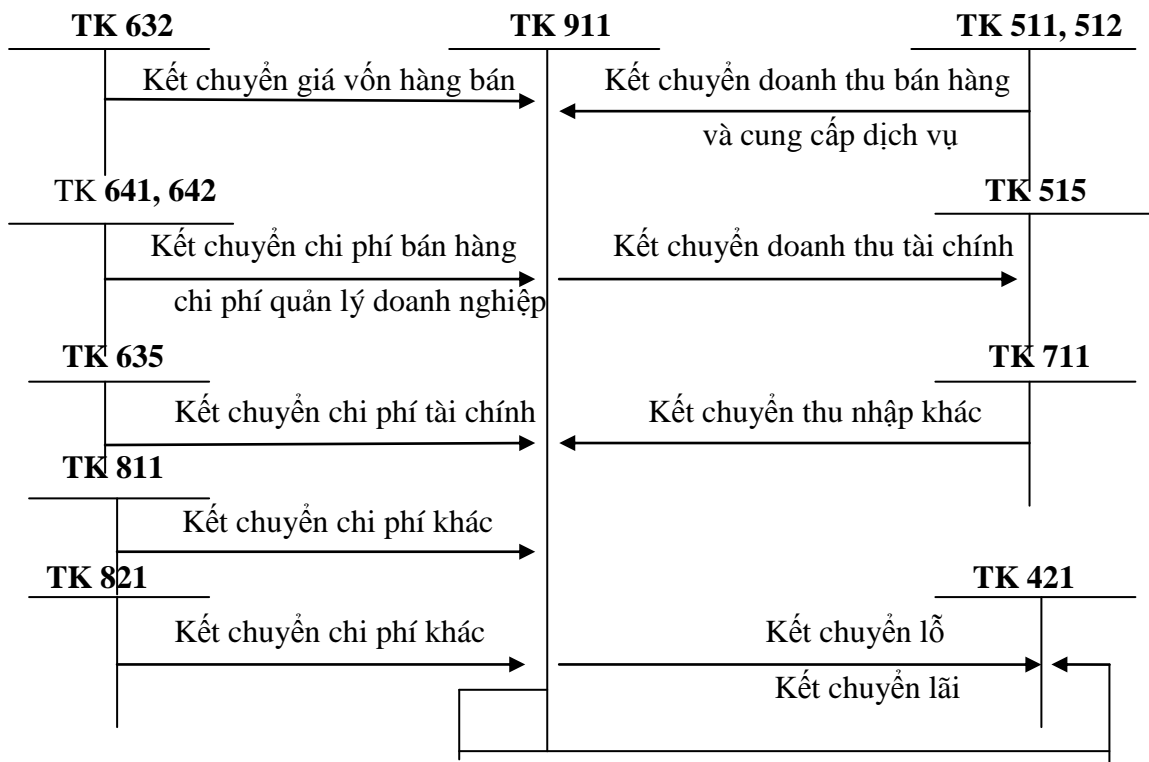 TK 632
TK 911
TK 511, 512
Kết chuyển giá vốn hàng bán
Kết chuyển doanh thu bán hàng
và cung cấp dịch vụ
TK 641, 642
TK 515
Kết chuyển chi phí bán hàng
chi phí quản lý doanh nghiệp
Kết chuyển doanh thu tài chính
TK 635
TK 711
Kết chuyển chi phí tài chính
Kết chuyển thu nhập khác
TK 811
Kết chuyển chi phí khác
TK 821
TK 421
Kết chuyển chi phí khác
Kết chuyển lỗ
Kết chuyển lãi